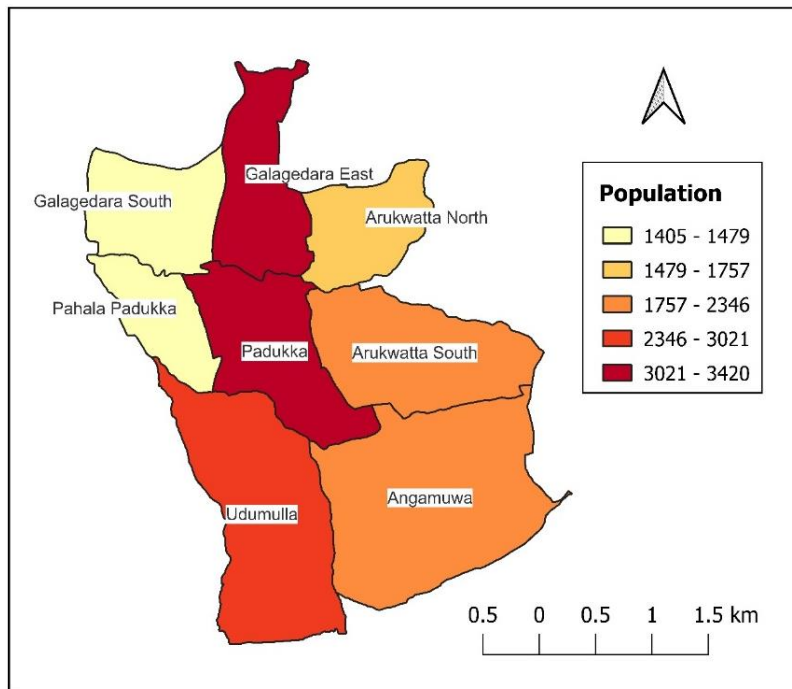 Galagedara East
Galagedara South
Arukwatta North
Pahala Padukka
Padukka
Arukwatta South
Udumulla
Angamuwa
Population
1405 - 1479
1479 - 1757
1757 - 2346
2346 - 3021
3021 - 3420
0.5 0 0.5 1 1.5 km